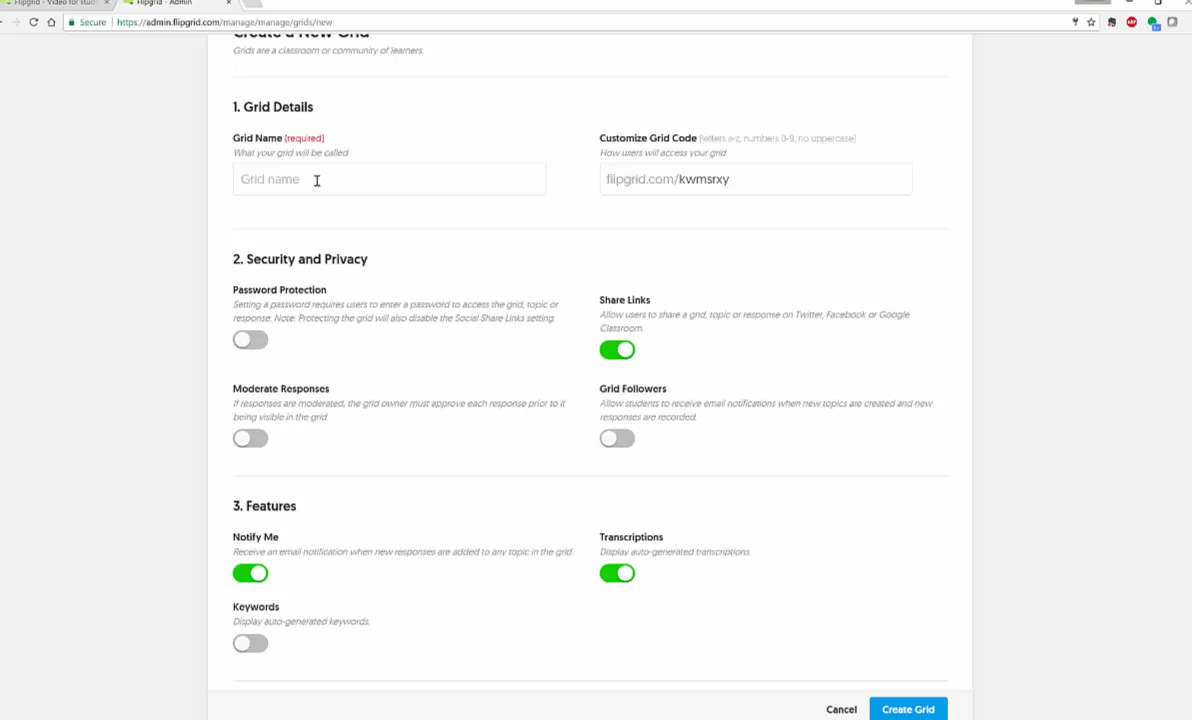 Flipgrid - Video for stud
Flipgrid - Admin
Secure https://admin.flipgrid.com/manage/manage/grids/new
Create a New Grid
Grids are a classroom or community of learners.
1. Grid Details
Grid Name (required)
What your grid will be called
Grid name
Customize Grid Code (letters a-z, numbers 0-9, no uppercase)
How users will access your grid
flipgrid.com/kwmsrxy
2. Security and Privacy
Password Protection
Setting a password requires users to enter a password to access the grid, topic or
response. Note: Protecting the grid will also disable the Social Share Links setting.
Share Links
Allow users to share a grid, topic or response on Twitter, Facebook or Google
Classroom.
Moderate Responses
If responses are moderated, the grid owner must approve each response prior to it
being visible in the grid.
Grid Followers
Allow students to receive email notifications when new topics are created and new
responses are recorded.
3. Features
Notify Me
Receive an email notification when new responses are added to any topic in the grid.
Transcriptions
Display auto-generated transcriptions.
Keywords
Display auto-generated keywords.
Cancel
Create Grid